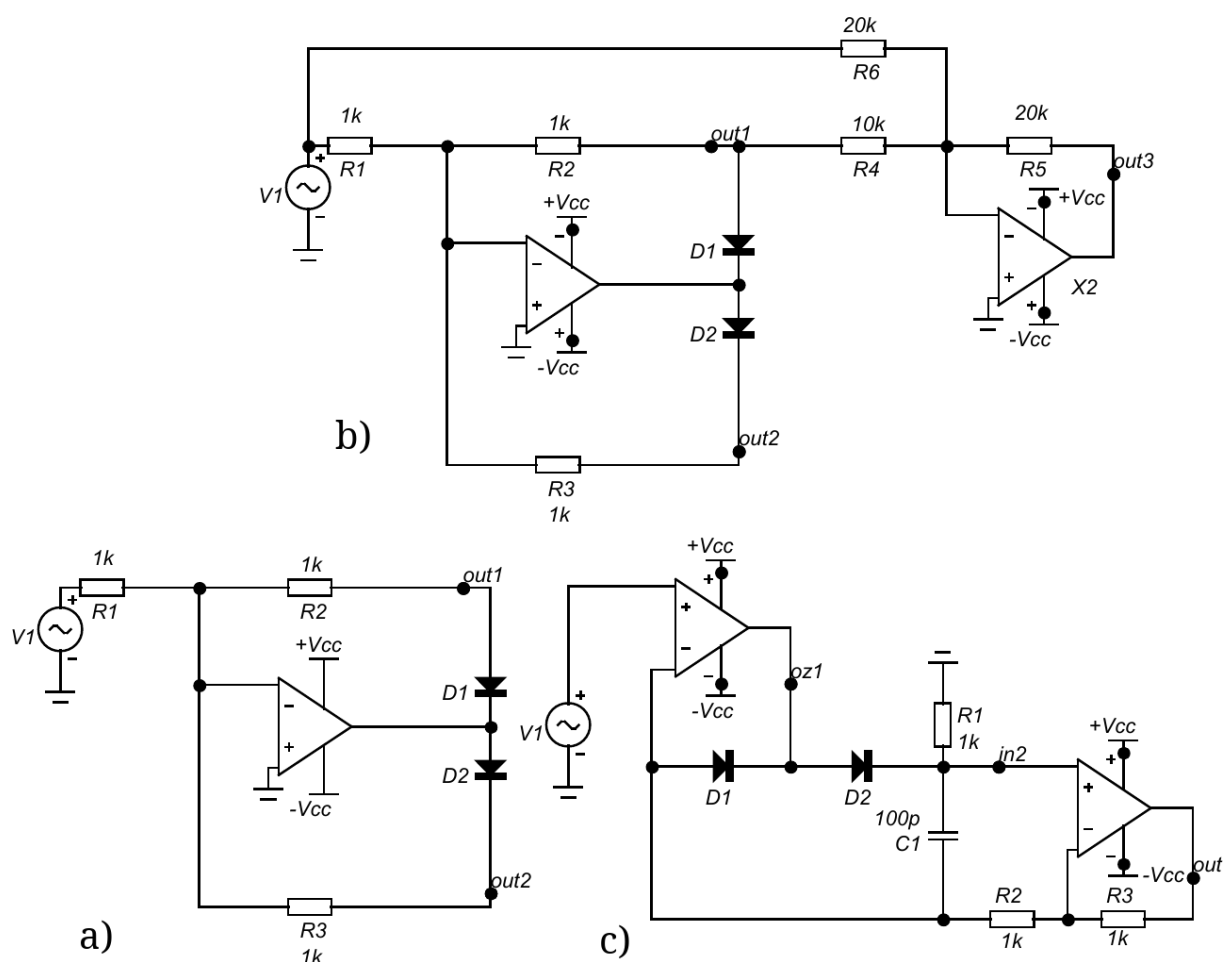 20k
R6
1k
R1
1k
R2
out1
10k
R4
20k
R5
out3
V1
+
−
+Vcc
−
−
+
+
-Vcc
D1
D2
+Vcc
−
−
+
+
X2
-Vcc
b)
out2
R3
1k
1k
R1
1k
R2
out1
V1
+
−
+Vcc
−
+
-Vcc
D1
D2
out2
R3
1k
a)
+Vcc
+
+
−
−
-Vcc
oz1
V1
+
−
R1
1k
D1
D2
in2
100p
C1
+Vcc
+
+
−
−
-Vcc
out
R2
1k
R3
1k
c)